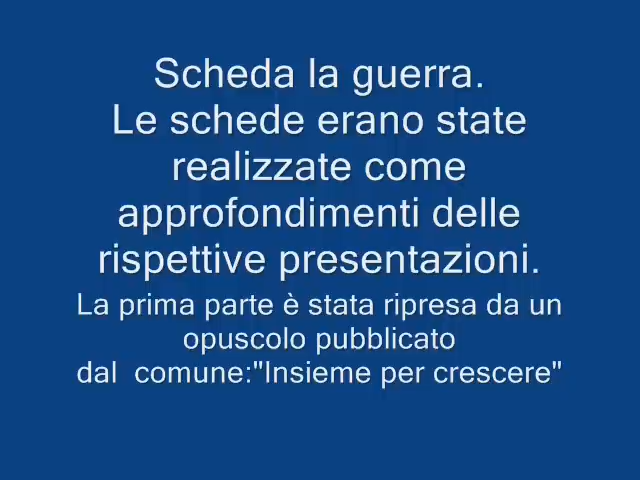 Scheda la guerra.
Le schede erano state
realizzate come
approfondimenti delle
rispettive presentazioni.
La prima parte è stata ripresa da un
opuscolo pubblicato
dal  comune:"Insieme per crescere"